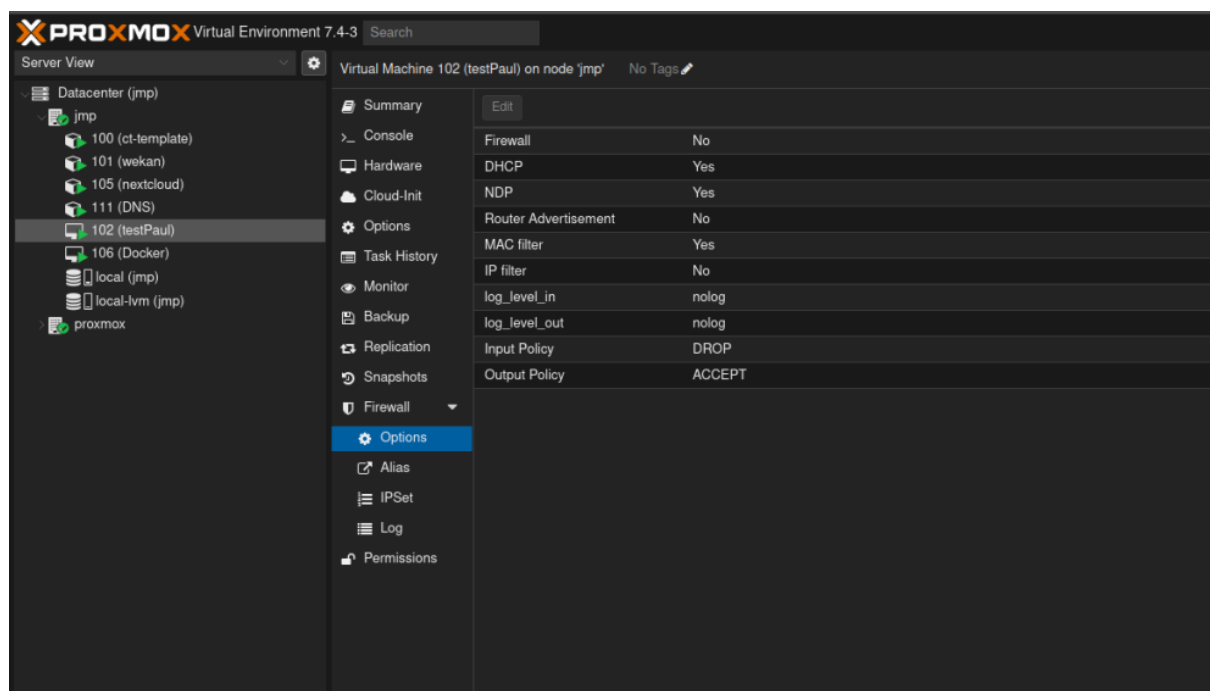 PROXMOX Virtual Environment 7.4-3 Search
Server View
Datacenter (jmp)
jmp
100 (ct-template)
101 (wekan)
105 (nextcloud)
111 (DNS)
102 (testPaul)
106 (Docker)
local (jmp)
local-lvm (jmp)
proxmox
Virtual Machine 102 (testPaul) on node 'jmp' No Tags
Summary
Console
Hardware
Cloud-Init
Options
Task History
Monitor
Backup
Replication
Snapshots
Firewall
Options
Alias
IPSet
Log
Permissions
Edit
Firewall No
DHCP Yes
NDP Yes
Router Advertisement No
MAC filter Yes
IP filter No
log_level_in nolog
log_level_out nolog
Input Policy DROP
Output Policy ACCEPT